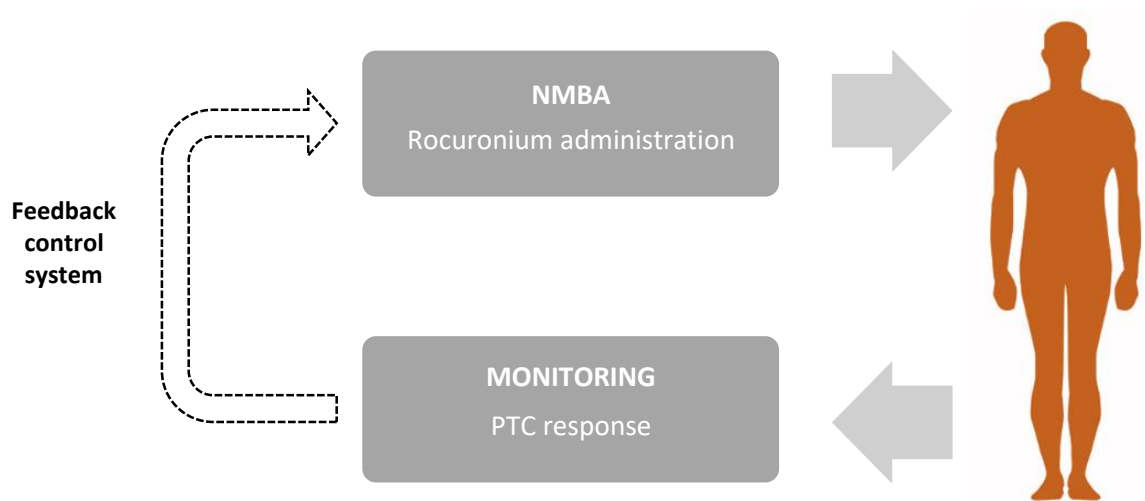 NMBA
Rocuronium administration
Feedback
control
system
MONITORING
PTC response